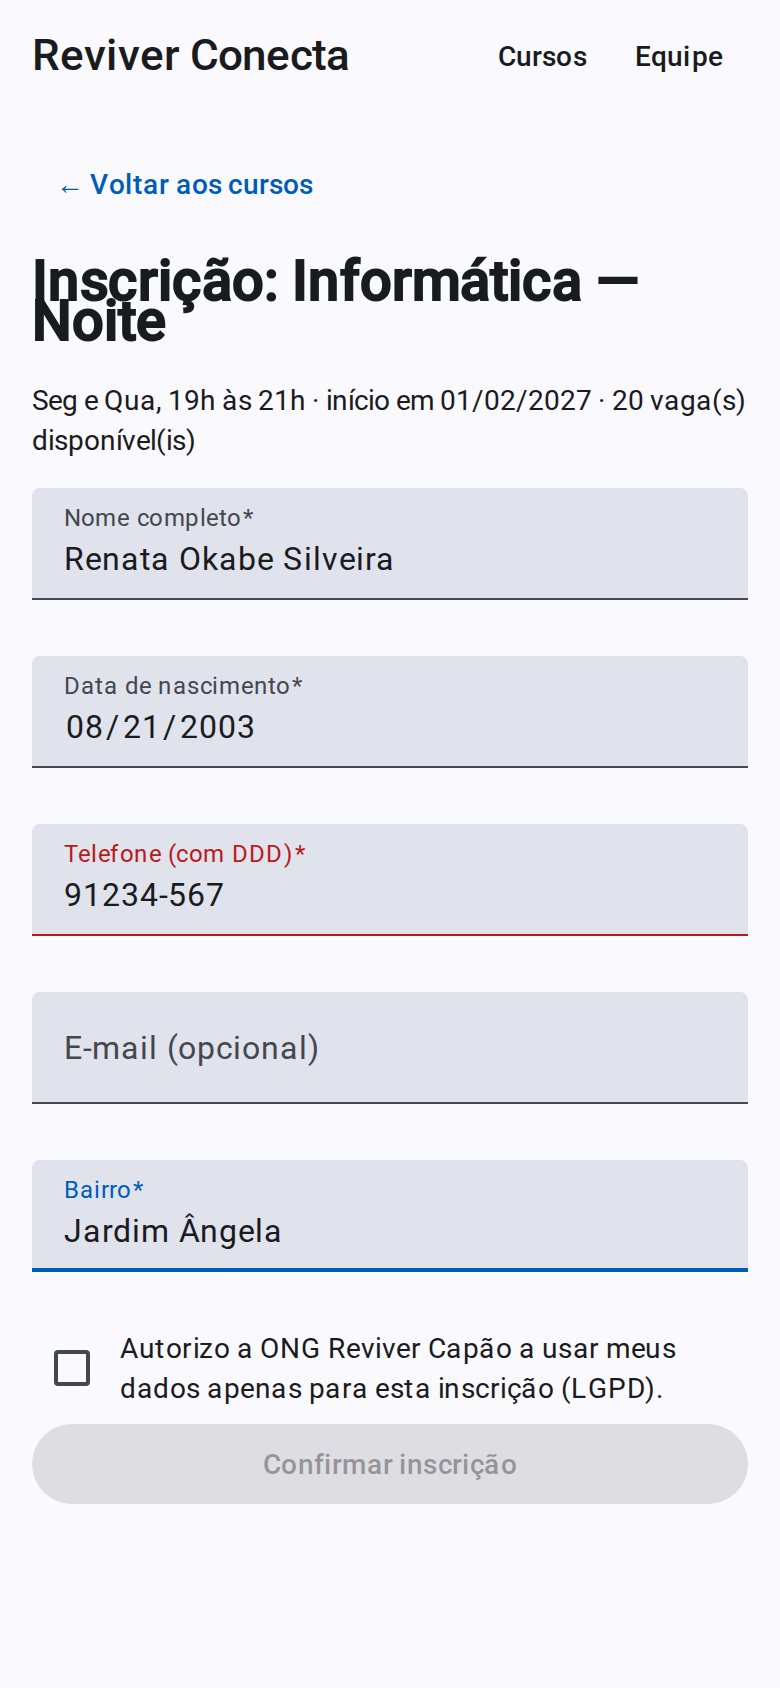 Reviver Conecta
Cursos
Equipe
← Voltar aos cursos
Inscrição: Informática —
Noite
Seg e Qua, 19h às 21h · início em 01/02/2027 · 20 vaga(s)
disponível(is)
Nome completo*
Renata Okabe Silveira
Data de nascimento*
08/21/2003
Telefone (com DDD)*
91234-567
E-mail (opcional)
Bairro*
Jardim Ângela
Autorizo a ONG Reviver Capão a usar meus
dados apenas para esta inscrição (LGPD).
Confirmar inscrição